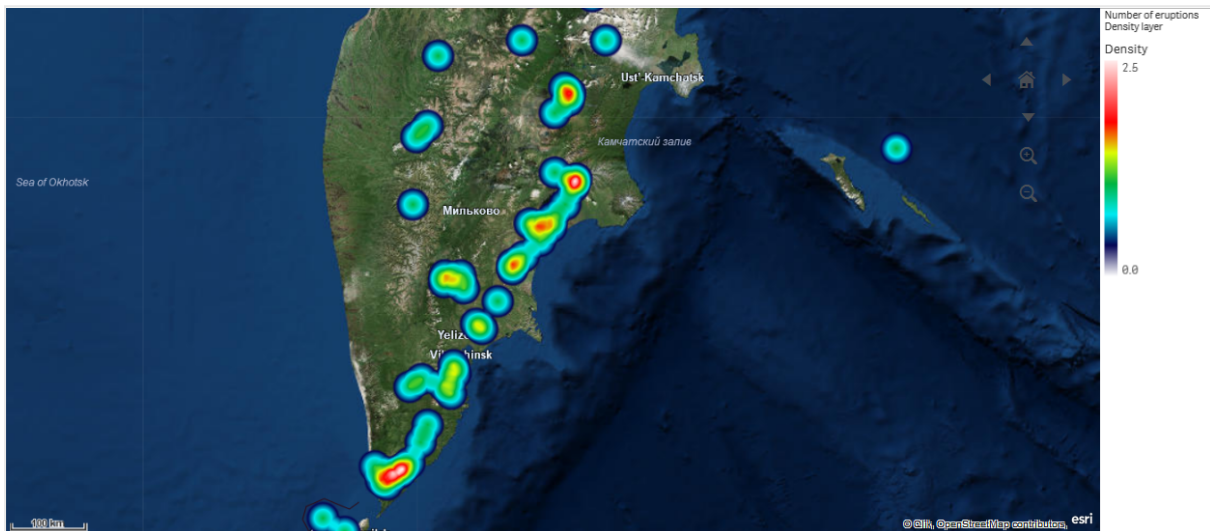 Number of eruptions
Density layer
Density
2.5
0.0
Ust'-Kamchatsk
Камчатский залив
Sea of Okhotsk
Мильково
100 km
© Qlik, OpenStreetMap contributors,
esri